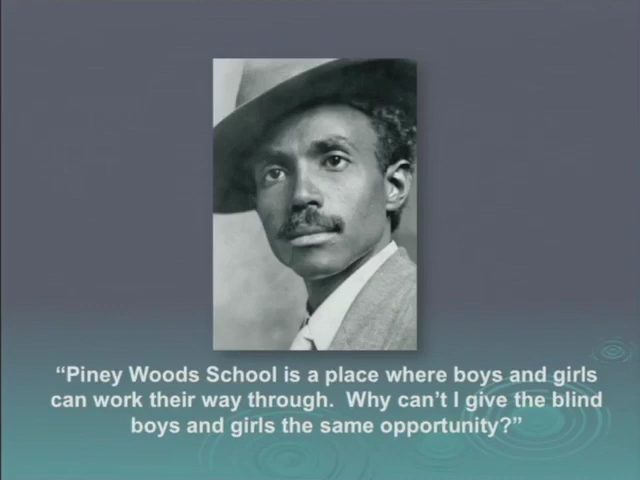 “Piney Woods School is a place where boys and girls
can work their way through.  Why can’t I give the blind
boys and girls the same opportunity?”